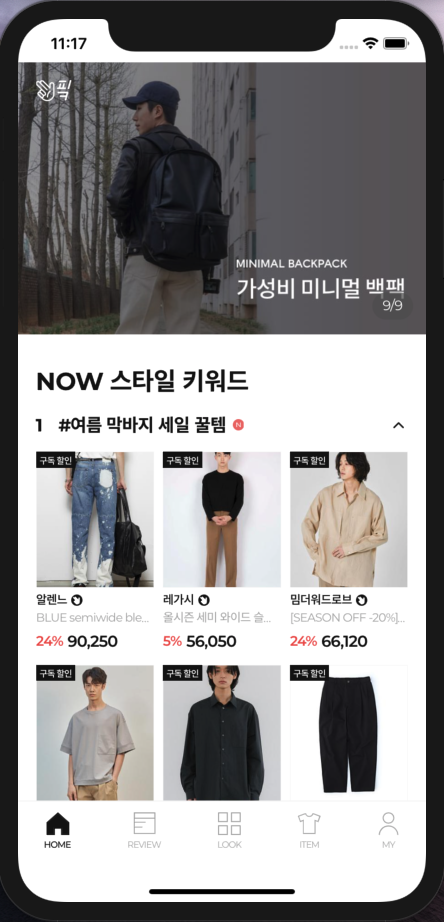 11:17
픽!
MINIMAL BACKPACK
가성비 미니멀 백팩
9/9
NOW 스타일 키워드
1 #여름 막바지 세일 꿀템 N
구독 할인 구독 할인 구독 할인
알렌느 레가시 밈더워드로브
BLUE semiwide ble... 올시즌 세미 와이드 슬... [SEASON OFF -20%]...
24% 90,250 5% 56,050 24% 66,120
구독 할인 구독 할인 구독 할인
HOME REVIEW LOOK ITEM MY